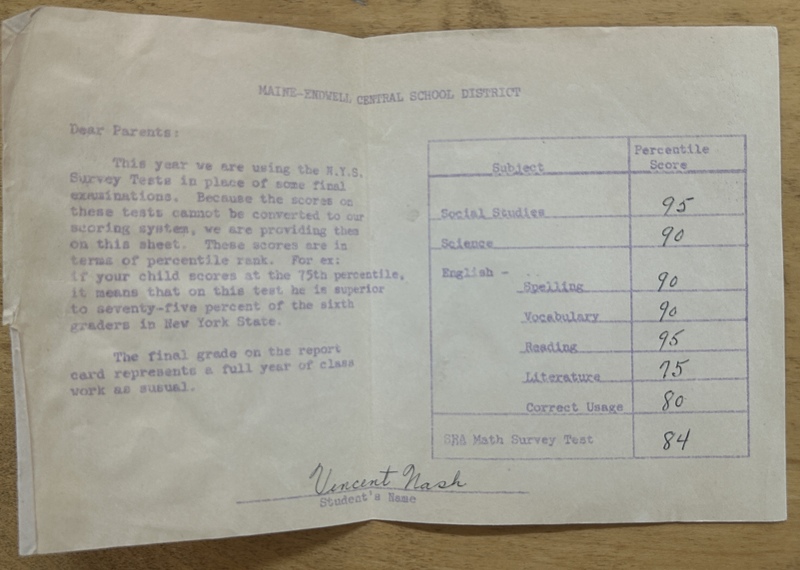 MAINE-ENDWELL CENTRAL SCHOOL DISTRICT
Dear Parents:
This year we are using the N.Y.S.
Survey Tests in place of some final
examinations. Because the scores on
these tests cannot be converted to our
scoring system, we are providing them
on this sheet. These scores are in
terms of percentile rank. For ex:
if your child scores at the 75th percentile,
it means that on this test he is superior
to seventy-five percent of the sixth
graders in New York State.
The final grade on the report
card represents a full year of class
work as susual.
Subject Percentile Score
Social Studies 95
Science 90
English -
Spelling 90
Vocabulary 90
Reading 95
Literature 75
Correct Usage 80
SRA Math Survey Test 84
Vincent Nash
Student's Name